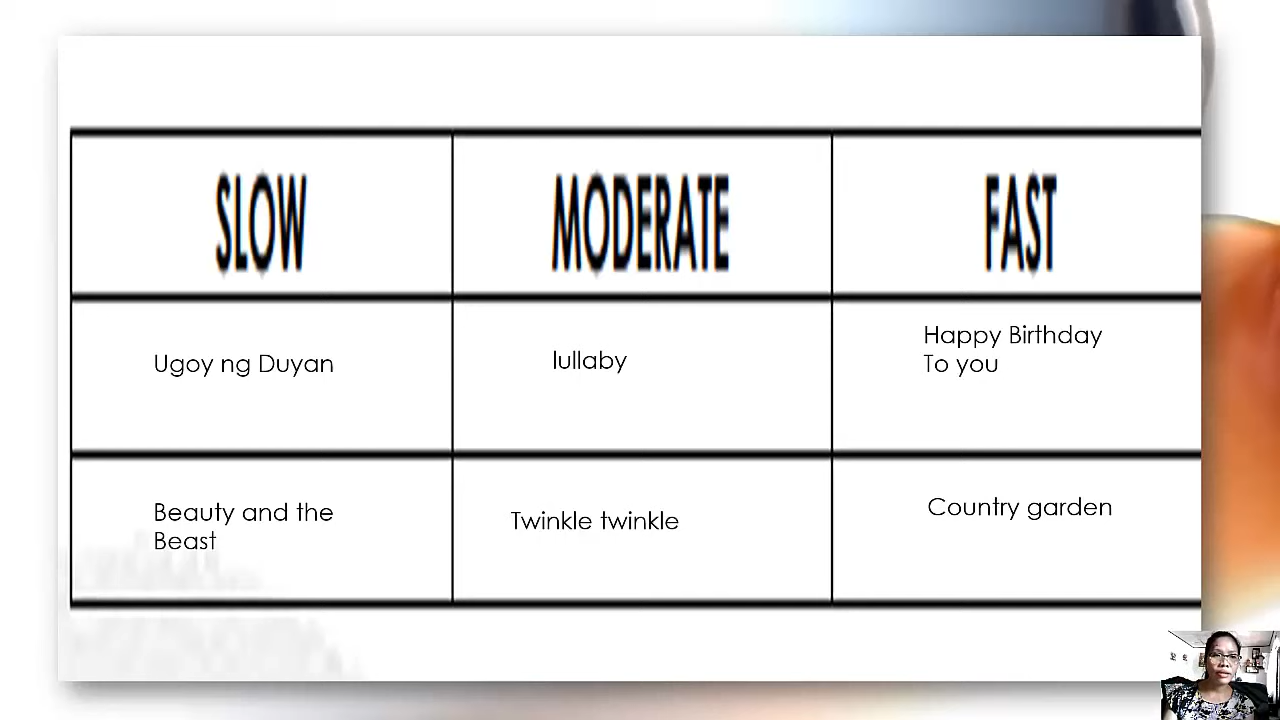 SLOW
MODERATE
FAST
Ugoy ng Duyan
lullaby
Happy Birthday
To you
Beauty and the
Beast
Twinkle twinkle
Country garden